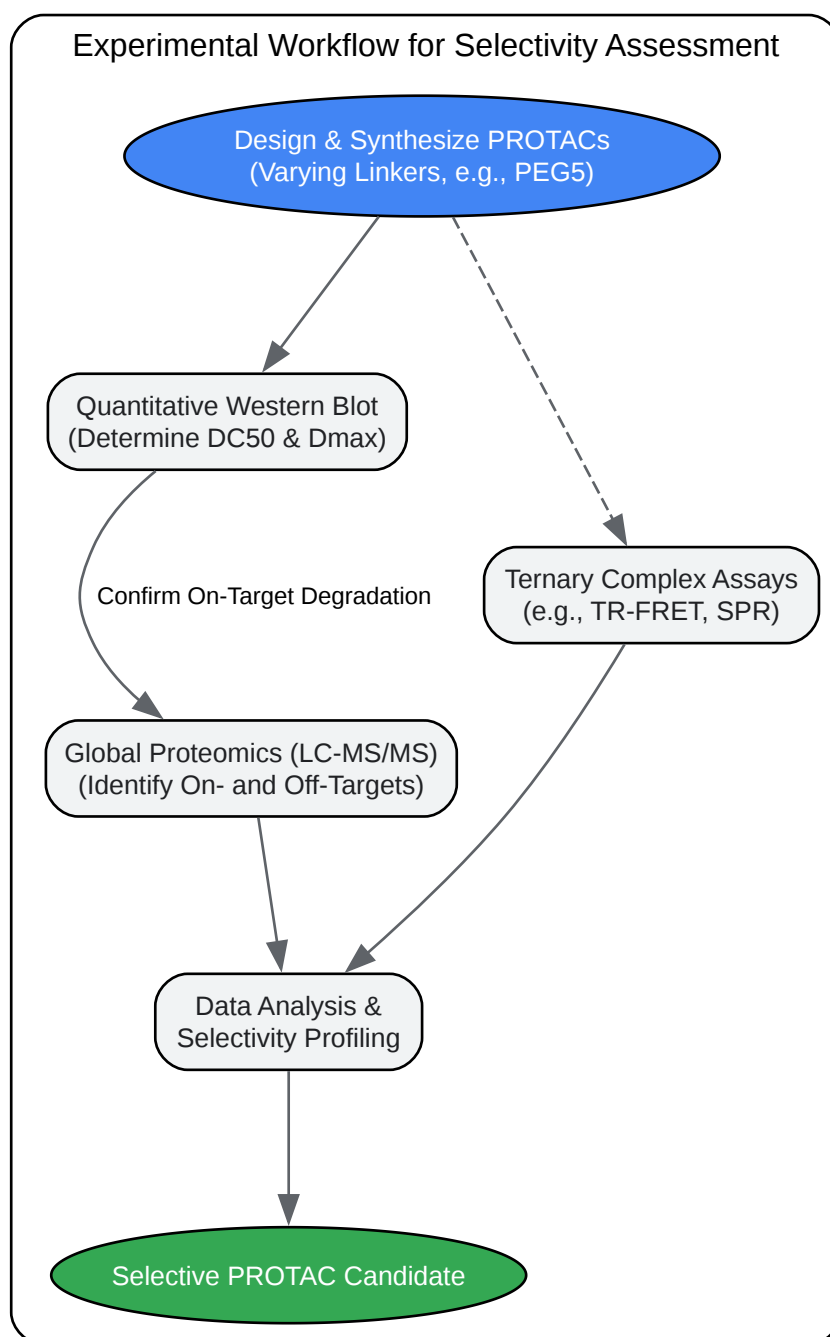 Experimental Workflow for Selectivity Assessment
Design & Synthesize PROTACs
(Varying Linkers, e.g., PEG5)
Quantitative Western Blot
(Determine DC50 & Dmax)
Ternary Complex Assays
(e.g., TR-FRET, SPR)
Confirm On-Target Degradation
Global Proteomics (LC-MS/MS)
(Identify On- and Off-Targets)
Data Analysis &
Selectivity Profiling
Selective PROTAC Candidate